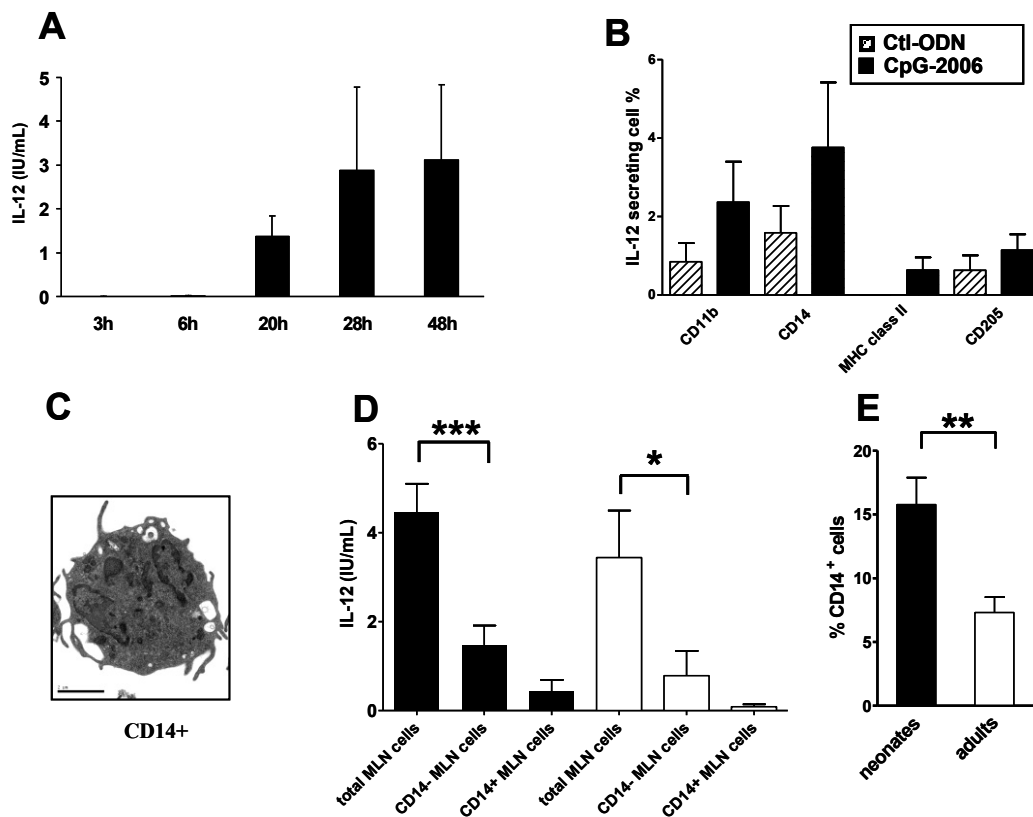 A
IL-12 (IU/mL)
5
4
3
2
1
0
3h 6h 20h 28h 48h
B
Ctl-ODN
CpG-2006
IL-12 secreting cell %
6
4
2
0
CD11b
CD14
MHC class II
CD205
C
CD14+
D
***
*
IL-12 (IU/mL)
6
4
2
0
total MLN cells
CD14- MLN cells
CD14+ MLN cells
total MLN cells
CD14- MLN cells
CD14+ MLN cells
E
**
% CD14+ cells
20
15
10
5
0
neonates
adults